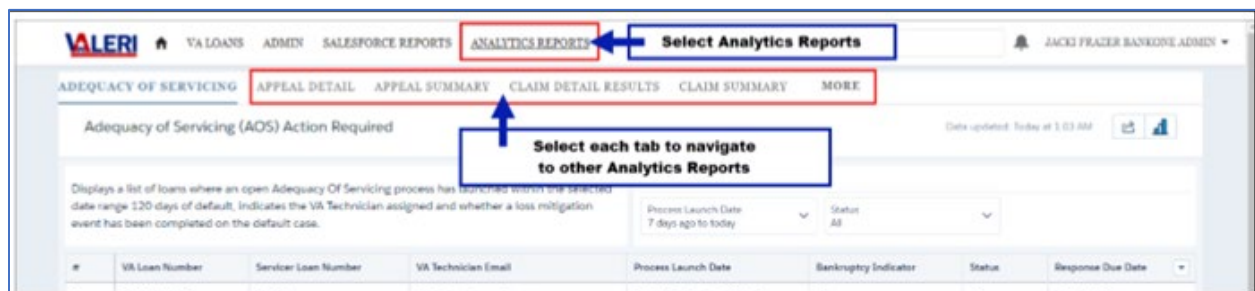 VALERI VA LOANS ADMIN SALESFORCE REPORTS ANALYTICS REPORTS Select Analytics Reports JACKI FRAZER BANKONE ADMIN
ADEQUACY OF SERVICING APPEAL DETAIL APPEAL SUMMARY CLAIM DETAIL RESULTS CLAIM SUMMARY MORE
Adequacy of Servicing (AOS) Action Required
Data updated: Today at 1:03 AM
Select each tab to navigate
to other Analytics Reports
Displays a list of loans where an open Adequacy Of Servicing process has launched within the selected
date range 120 days of default, indicates the VA Technician assigned and whether a loss mitigation
event has been completed on the default case.
Process Launch Date
7 days ago to today
Status
All
# VA Loan Number Servicer Loan Number VA Technician Email Process Launch Date Bankruptcy Indicator Status Response Due Date